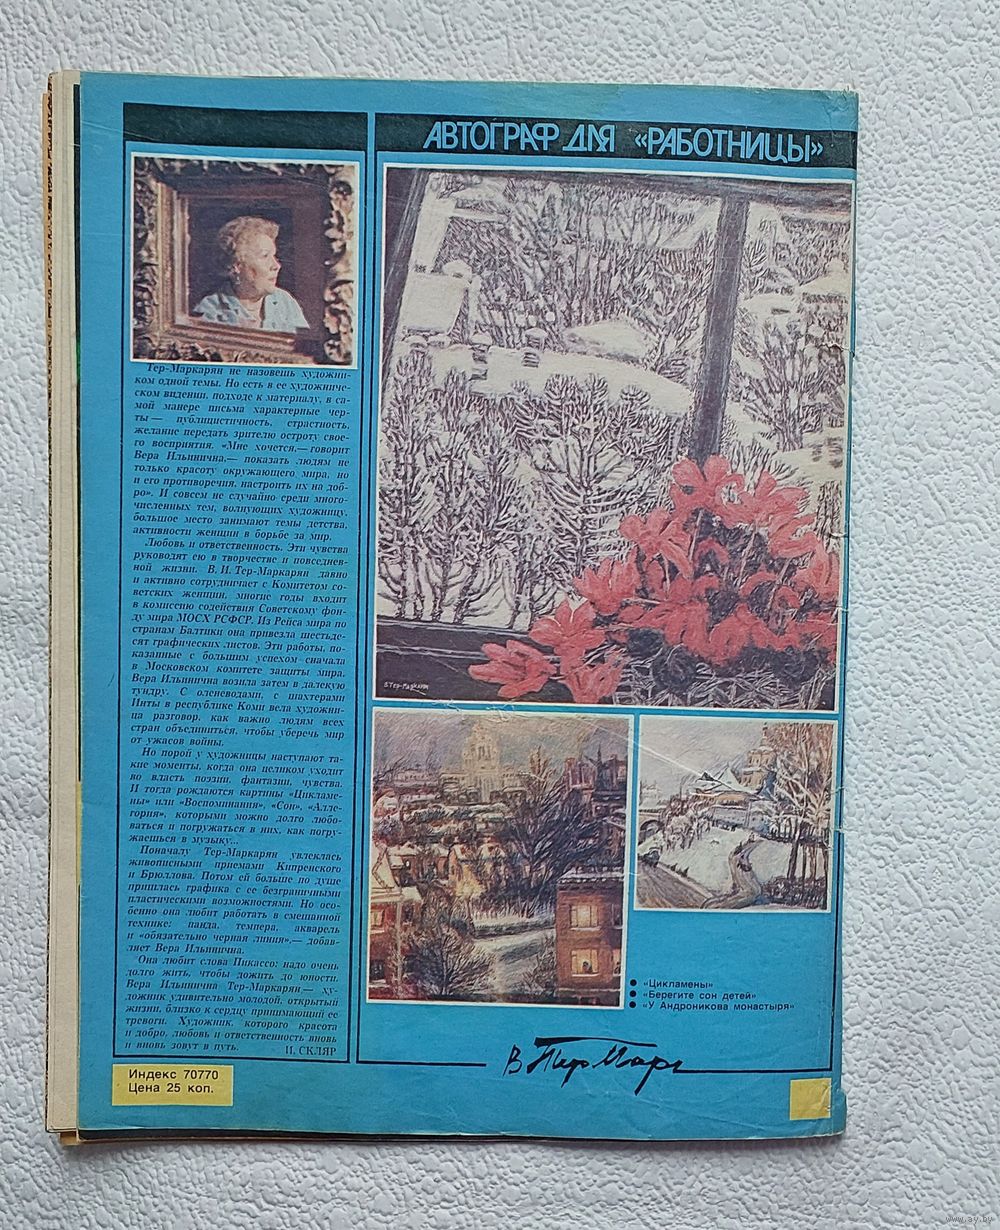 АВТОГРАФ ДЛЯ «РАБОТНИЦЫ»
Тер-Маркарян не назовешь художни-
ком одной темы. Но есть в ее художниче-
ском видении, подходе к материалу, в са-
мой манере письма характерные чер-
ты — публицистичность, страстность,
желание передать зрителю остроту свое-
го восприятия. «Мне хочется,— говорит
Вера Ильинична,— показать людям не
только красоту окружающего мира, но
и его противоречия, настроить их на доб-
ро». И совсем не случайно среди много-
численных тем, волнующих художницу,
большое место занимают темы детства,
активности женщин в борьбе за мир.
Любовь и ответственность. Эти чувства
руководят ею в творчестве и повседнев-
ной жизни. В. И. Тер-Маркарян давно
и активно сотрудничает с Комитетом со-
ветских женщин, многие годы входит
в комиссию содействия Советскому фон-
ду мира МОСХ РСФСР. Из Рейса мира по
странам Балтики она привезла шестьде-
сят графических листов. Эти работы, по-
казанные с большим успехом сначала
в Московском комитете защиты мира,
Вера Ильинична возила затем в далекую
тундру. С оленеводами, с шахтерами
Инты в республике Коми вела художни-
ца разговор, как важно людям всех
стран объединиться, чтобы уберечь мир
от ужасов войны.
Но порой у художницы наступают та-
кие моменты, когда она целиком уходит
во власть поэзии, фантазии, чувства.
И тогда рождаются картины «Цикламе-
ны» или «Воспоминания», «Сон», «Алле-
гория», которыми можно долго любо-
ваться и погружаться в них, как погру-
жаешься в музыку...
Поначалу Тер-Маркарян увлеклась
живописными приемами Кипренского
и Брюллова. Потом ей больше по душе
пришлась графика с ее безграничными
пластическими возможностями. Но осо-
бенно она любит работать в смешанной
технике: панда, темпера, акварель
и «обязательно черная линия»,— добав-
ляет Вера Ильинична.
Она любит слова Пикассо: надо очень
долго жить, чтобы дожить до юности.
Вера Ильинична Тер-Маркарян,— ху-
дожник удивительно молодой, открытый
жизни, близко к сердцу принимающий ее
тревоги. Художник, которого красота
и добро, любовь и ответственность вновь
и вновь зовут в путь.
И. СКЛЯР
В. Тер-Маркарян
● «Цикламены»
● «Берегите сон детей»
● «У Андроникова монастыря»
В Тер Марк
Индекс 70770
Цена 25 коп.
www.ay.by